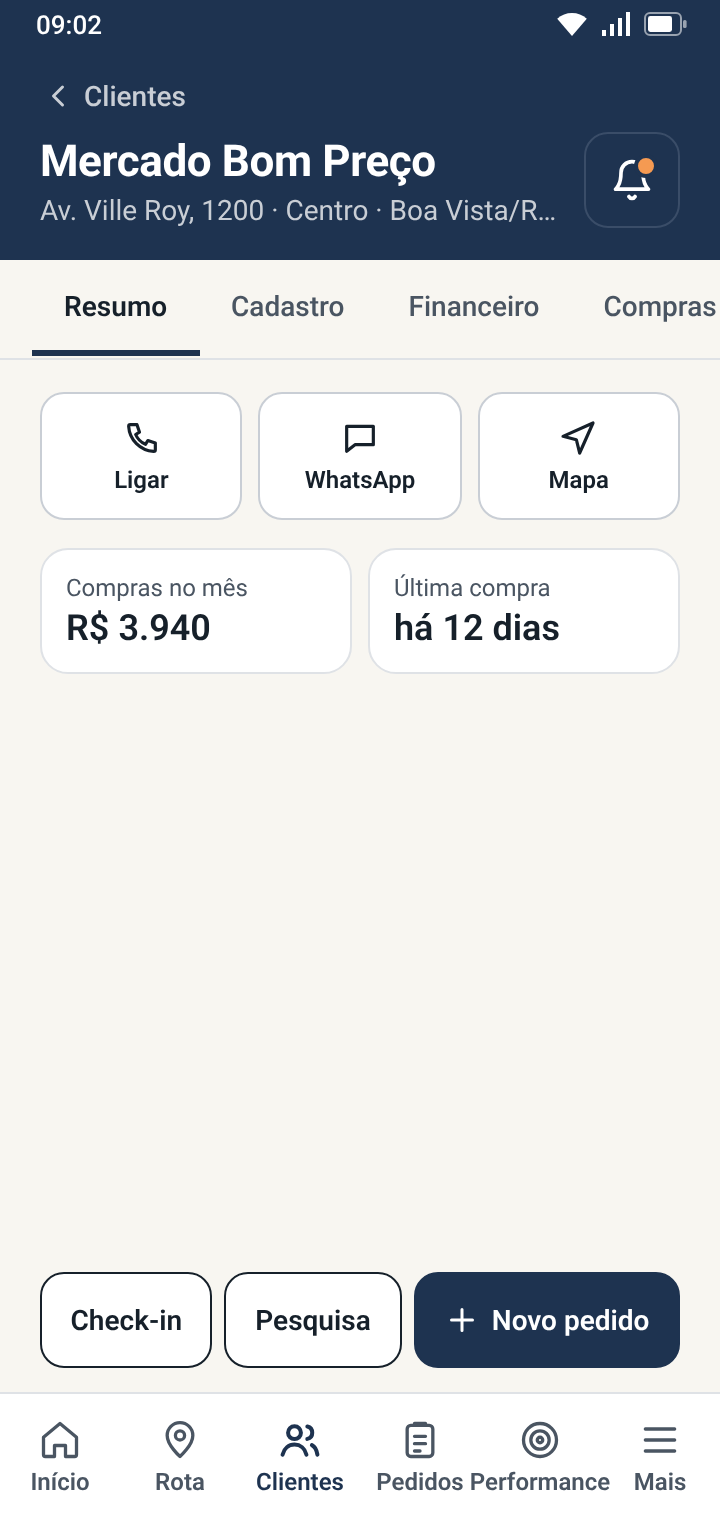 09:02
Clientes
Mercado Bom Preço
Av. Ville Roy, 1200 · Centro · Boa Vista/R...
Resumo Cadastro Financeiro Compras
Ligar WhatsApp Mapa
Compras no mês Última compra
R$ 3.940 há 12 dias
Check-in Pesquisa + Novo pedido
Início Rota Clientes Pedidos Performance Mais